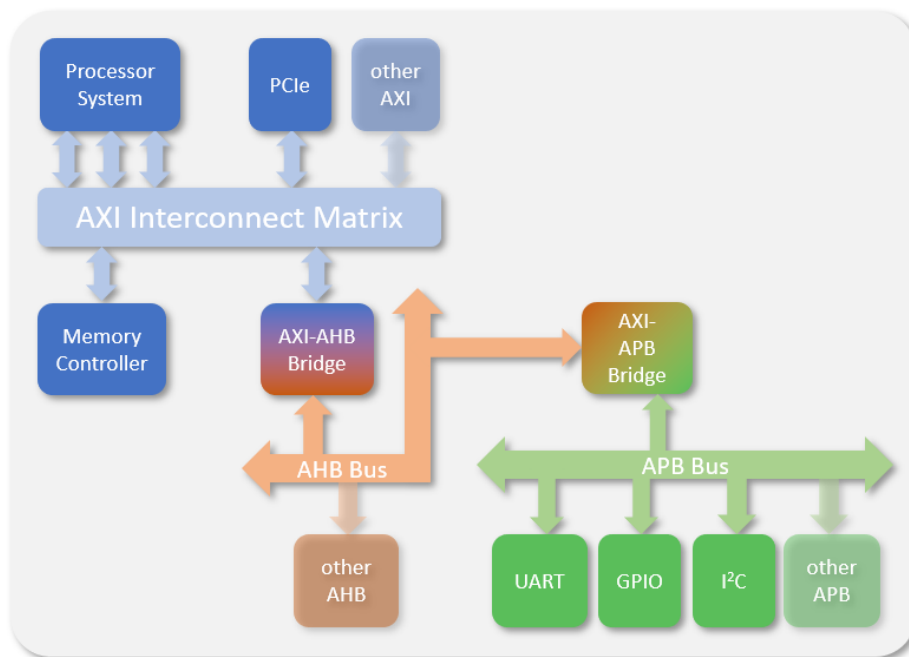 Processor
System
PCIe
other
AXI
AXI Interconnect Matrix
Memory
Controller
AXI-AHB
Bridge
AXI-
APB
Bridge
AHB Bus
APB Bus
other
AHB
UART
GPIO
I²C
other
APB